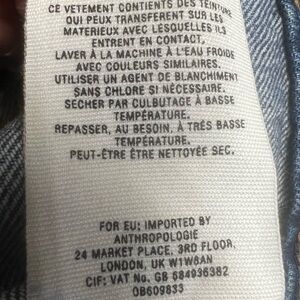 CE VETEMENT CONTIENTS DES TEINTURE
QUI PEUX TRANSFERENT SUR LES
MATERIEUX AVEC LESQUELLES ILS
ENTRENT EN CONTACT,
LAVER À LA MACHINE À L'EAU FROIDE
AVEC COULEURS SIMILAIRES.
UTILISER UN AGENT DE BLANCHIMENT
SANS CHLORE SI NÉCESSAIRE.
SECHER PAR CULBUTAGE À BASSE
TEMPÉRATURE.
REPASSER, AU BESOIN, À TRÈS BASSE
TEMPÉRATURE.
PEUT-ÊTRE ÊTRE NETTOYÉE SEC.
FOR EU; IMPORTED BY
ANTHROPOLOGIE
24 MARKET PLACE, 3RD FLOOR,
LONDON, UK W1W8AN
CIF: VAT No. GB 684936382
OB609833